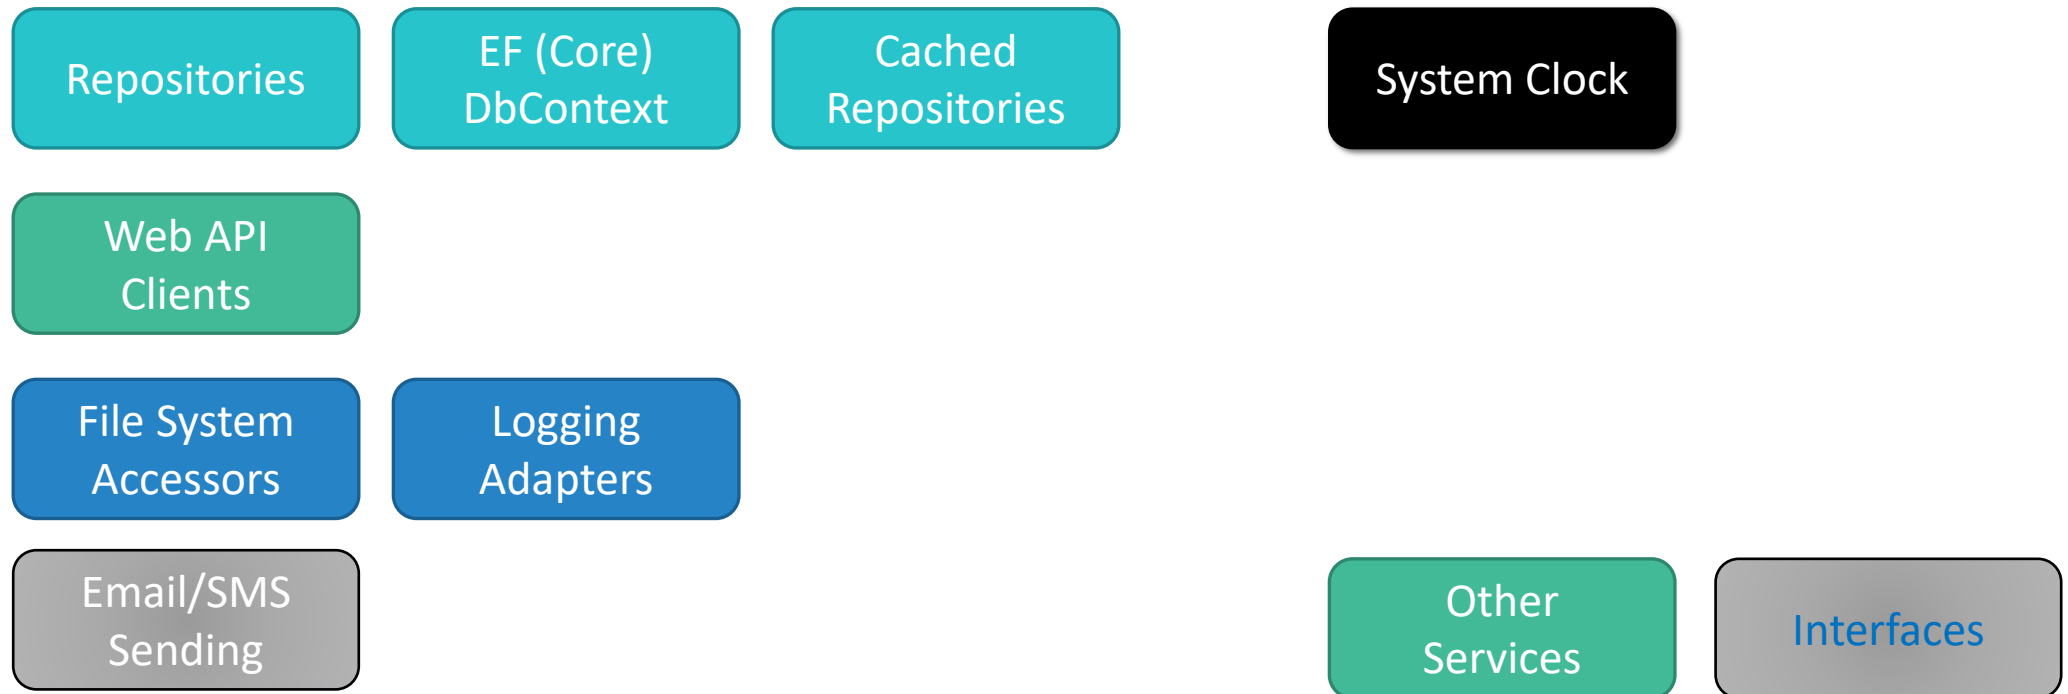 Repositories
EF (Core)
DbContext
Cached
Repositories
System Clock
Web API
Clients
File System
Accessors
Logging
Adapters
Email/SMS
Sending
Other
Services
Interfaces